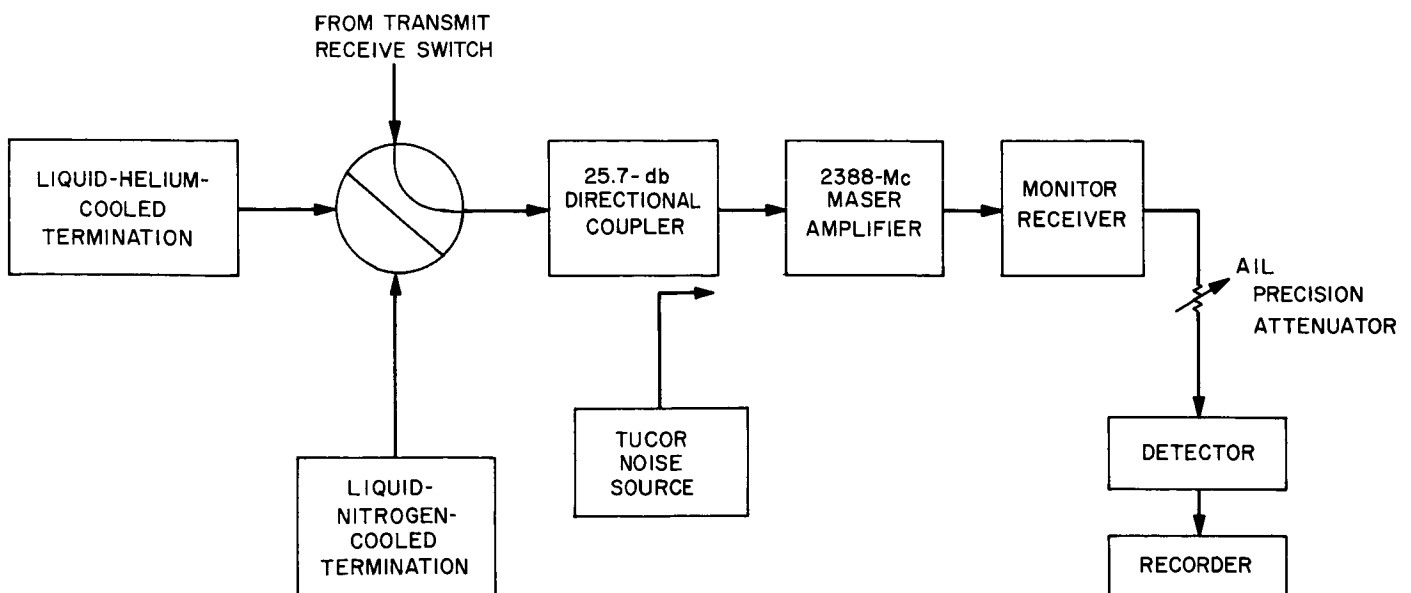 FROM TRANSMIT
RECEIVE SWITCH
LIQUID-HELIUM-
COOLED
TERMINATION
25.7-db
DIRECTIONAL
COUPLER
2388-Mc
MASER
AMPLIFIER
MONITOR
RECEIVER
AIL
PRECISION
ATTENUATOR
TUCOR
NOISE
SOURCE
LIQUID-
NITROGEN-
COOLED
TERMINATION
DETECTOR
RECORDER